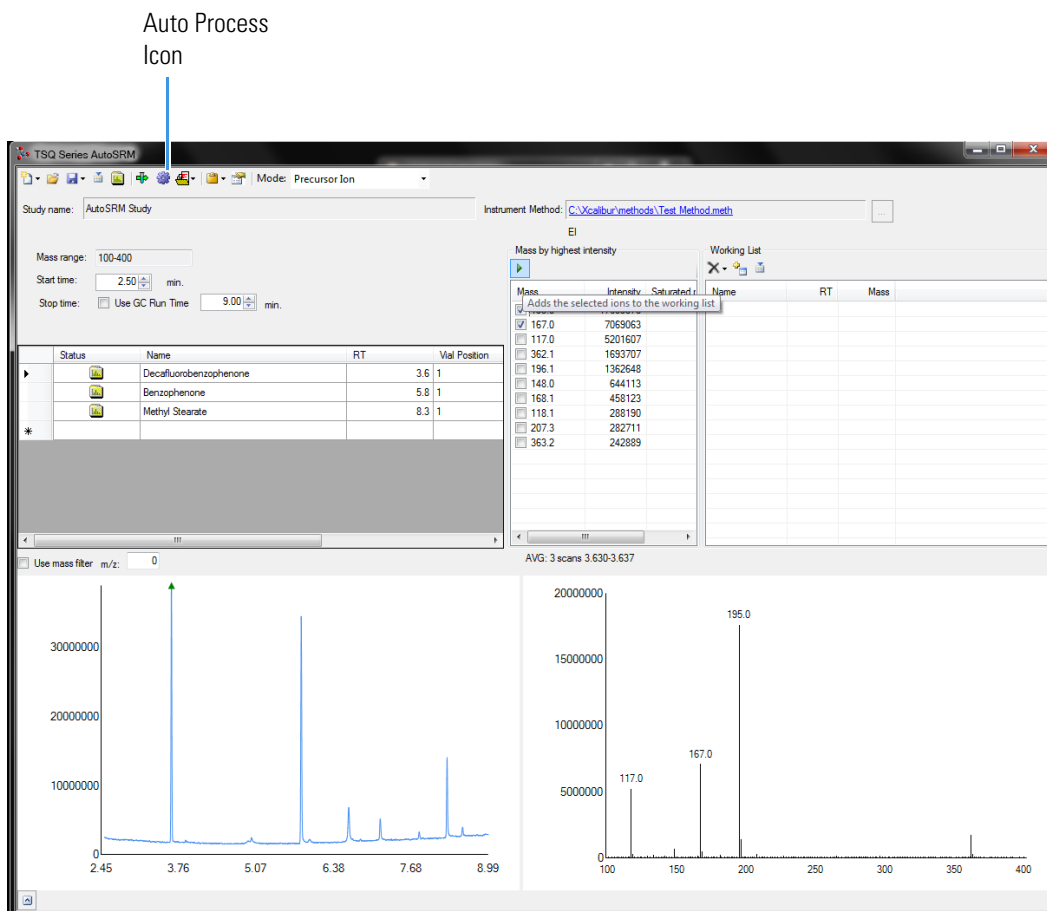 Auto Process
Icon
TSQ Series AutoSRM
Mode: Precursor Ion
Study name: AutoSRM Study
Instrument Method: C:\Xcalibur\methods\Test Method.meth
EI
Mass range: 100-400
Start time: 2.50 min.
Stop time: Use GC Run Time 9.00 min.
Mass by highest intensity
Working List
Mass Intensity Saturated
Name RT Mass
Adds the selected ions to the working list
167.0 7069063
117.0 5201607
362.1 1693707
196.1 1362648
148.0 644113
168.1 458123
118.1 288190
207.3 282711
363.2 242889
Status Name RT Vial Position
Decafluorobenzophenone 3.6 1
Benzophenone 5.8 1
Methyl Stearate 8.3 1
Use mass filter m/z: 0
AVG: 3 scans 3.630-3.637
30000000
20000000
10000000
0
2.45 3.76 5.07 6.38 7.68 8.99
20000000
15000000
10000000
5000000
0
195.0
167.0
117.0
100 150 200 250 300 350 400